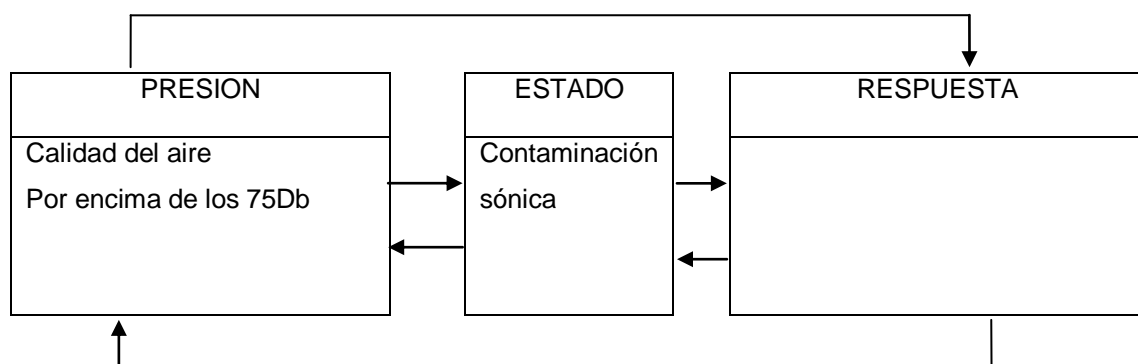 PRESION
ESTADO
RESPUESTA
Calidad del aire
Por encima de los 75Db
Contaminación
sónica